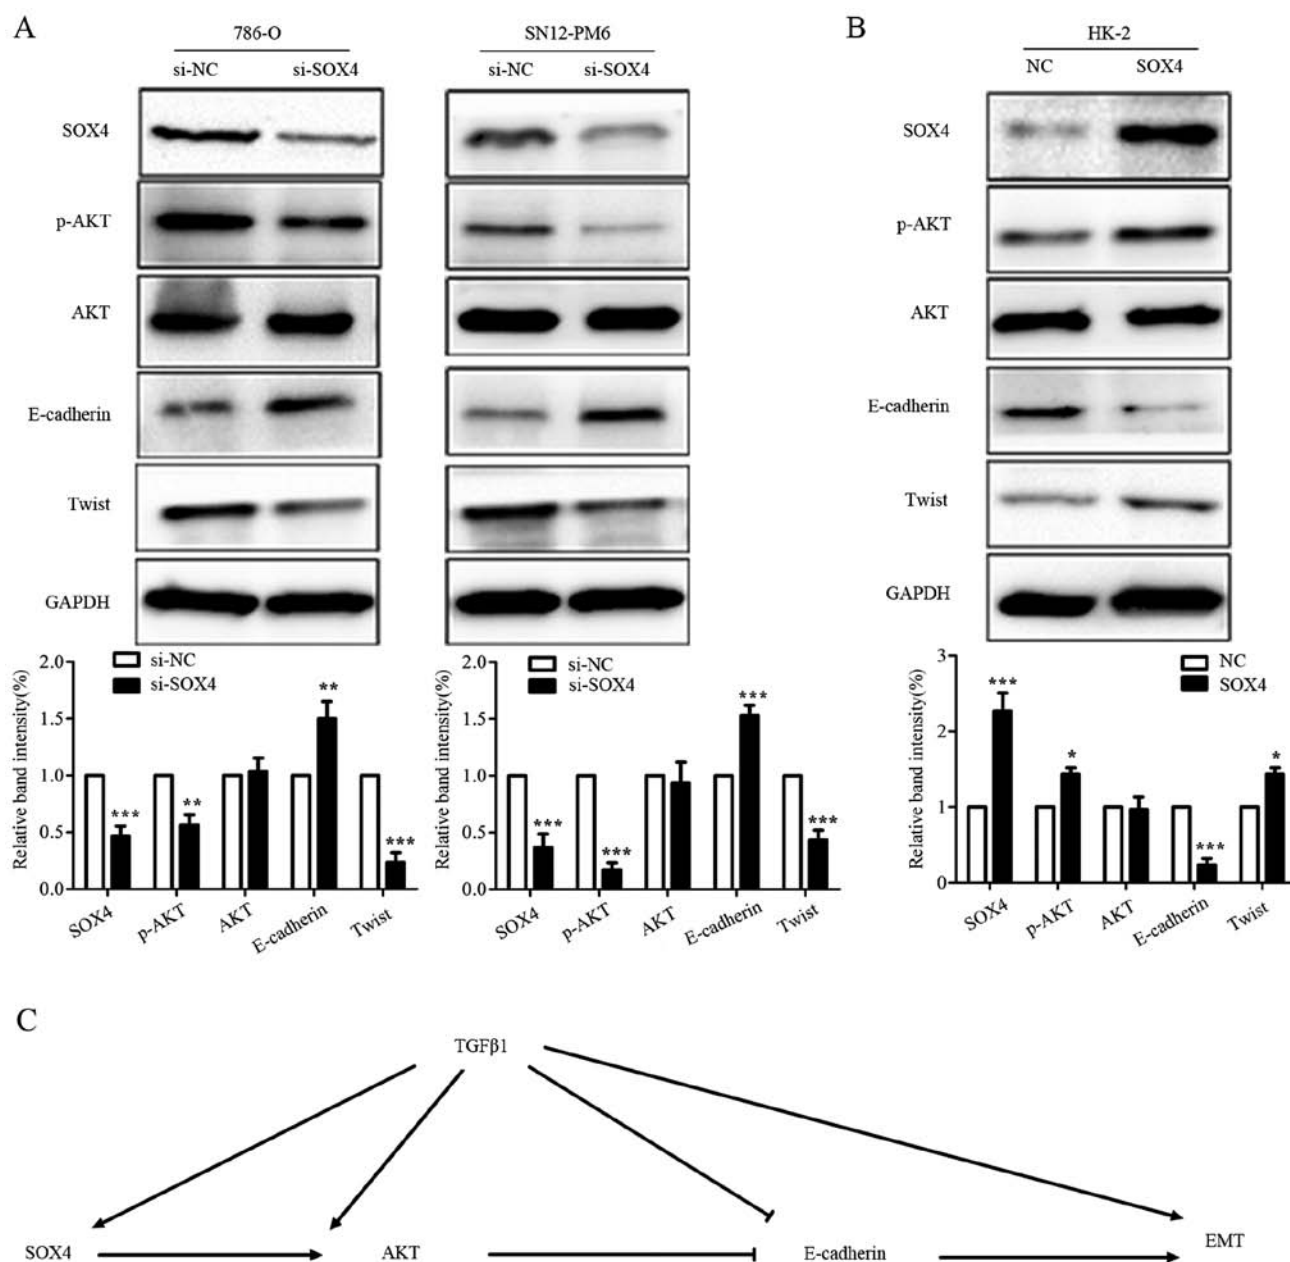 A
B
786-O
SN12-PM6
HK-2
si-NC si-SOX4
si-NC si-SOX4
NC SOX4
SOX4
p-AKT
AKT
E-cadherin
Twist
GAPDH
SOX4
p-AKT
AKT
E-cadherin
Twist
GAPDH
Relative band intensity(%)
2.0
1.5
1.0
0.5
0.0
si-NC
si-SOX4
*** ** ** ***
SOX4 p-AKT AKT E-cadherin Twist
Relative band intensity(%)
2.0
1.5
1.0
0.5
0.0
si-NC
si-SOX4
*** *** *** ***
SOX4 p-AKT AKT E-cadherin Twist
Relative band intensity(%)
3
2
1
0
NC
SOX4
*** * *** *
SOX4 p-AKT AKT E-cadherin Twist
C
TGFβ1
SOX4 AKT E-cadherin EMT